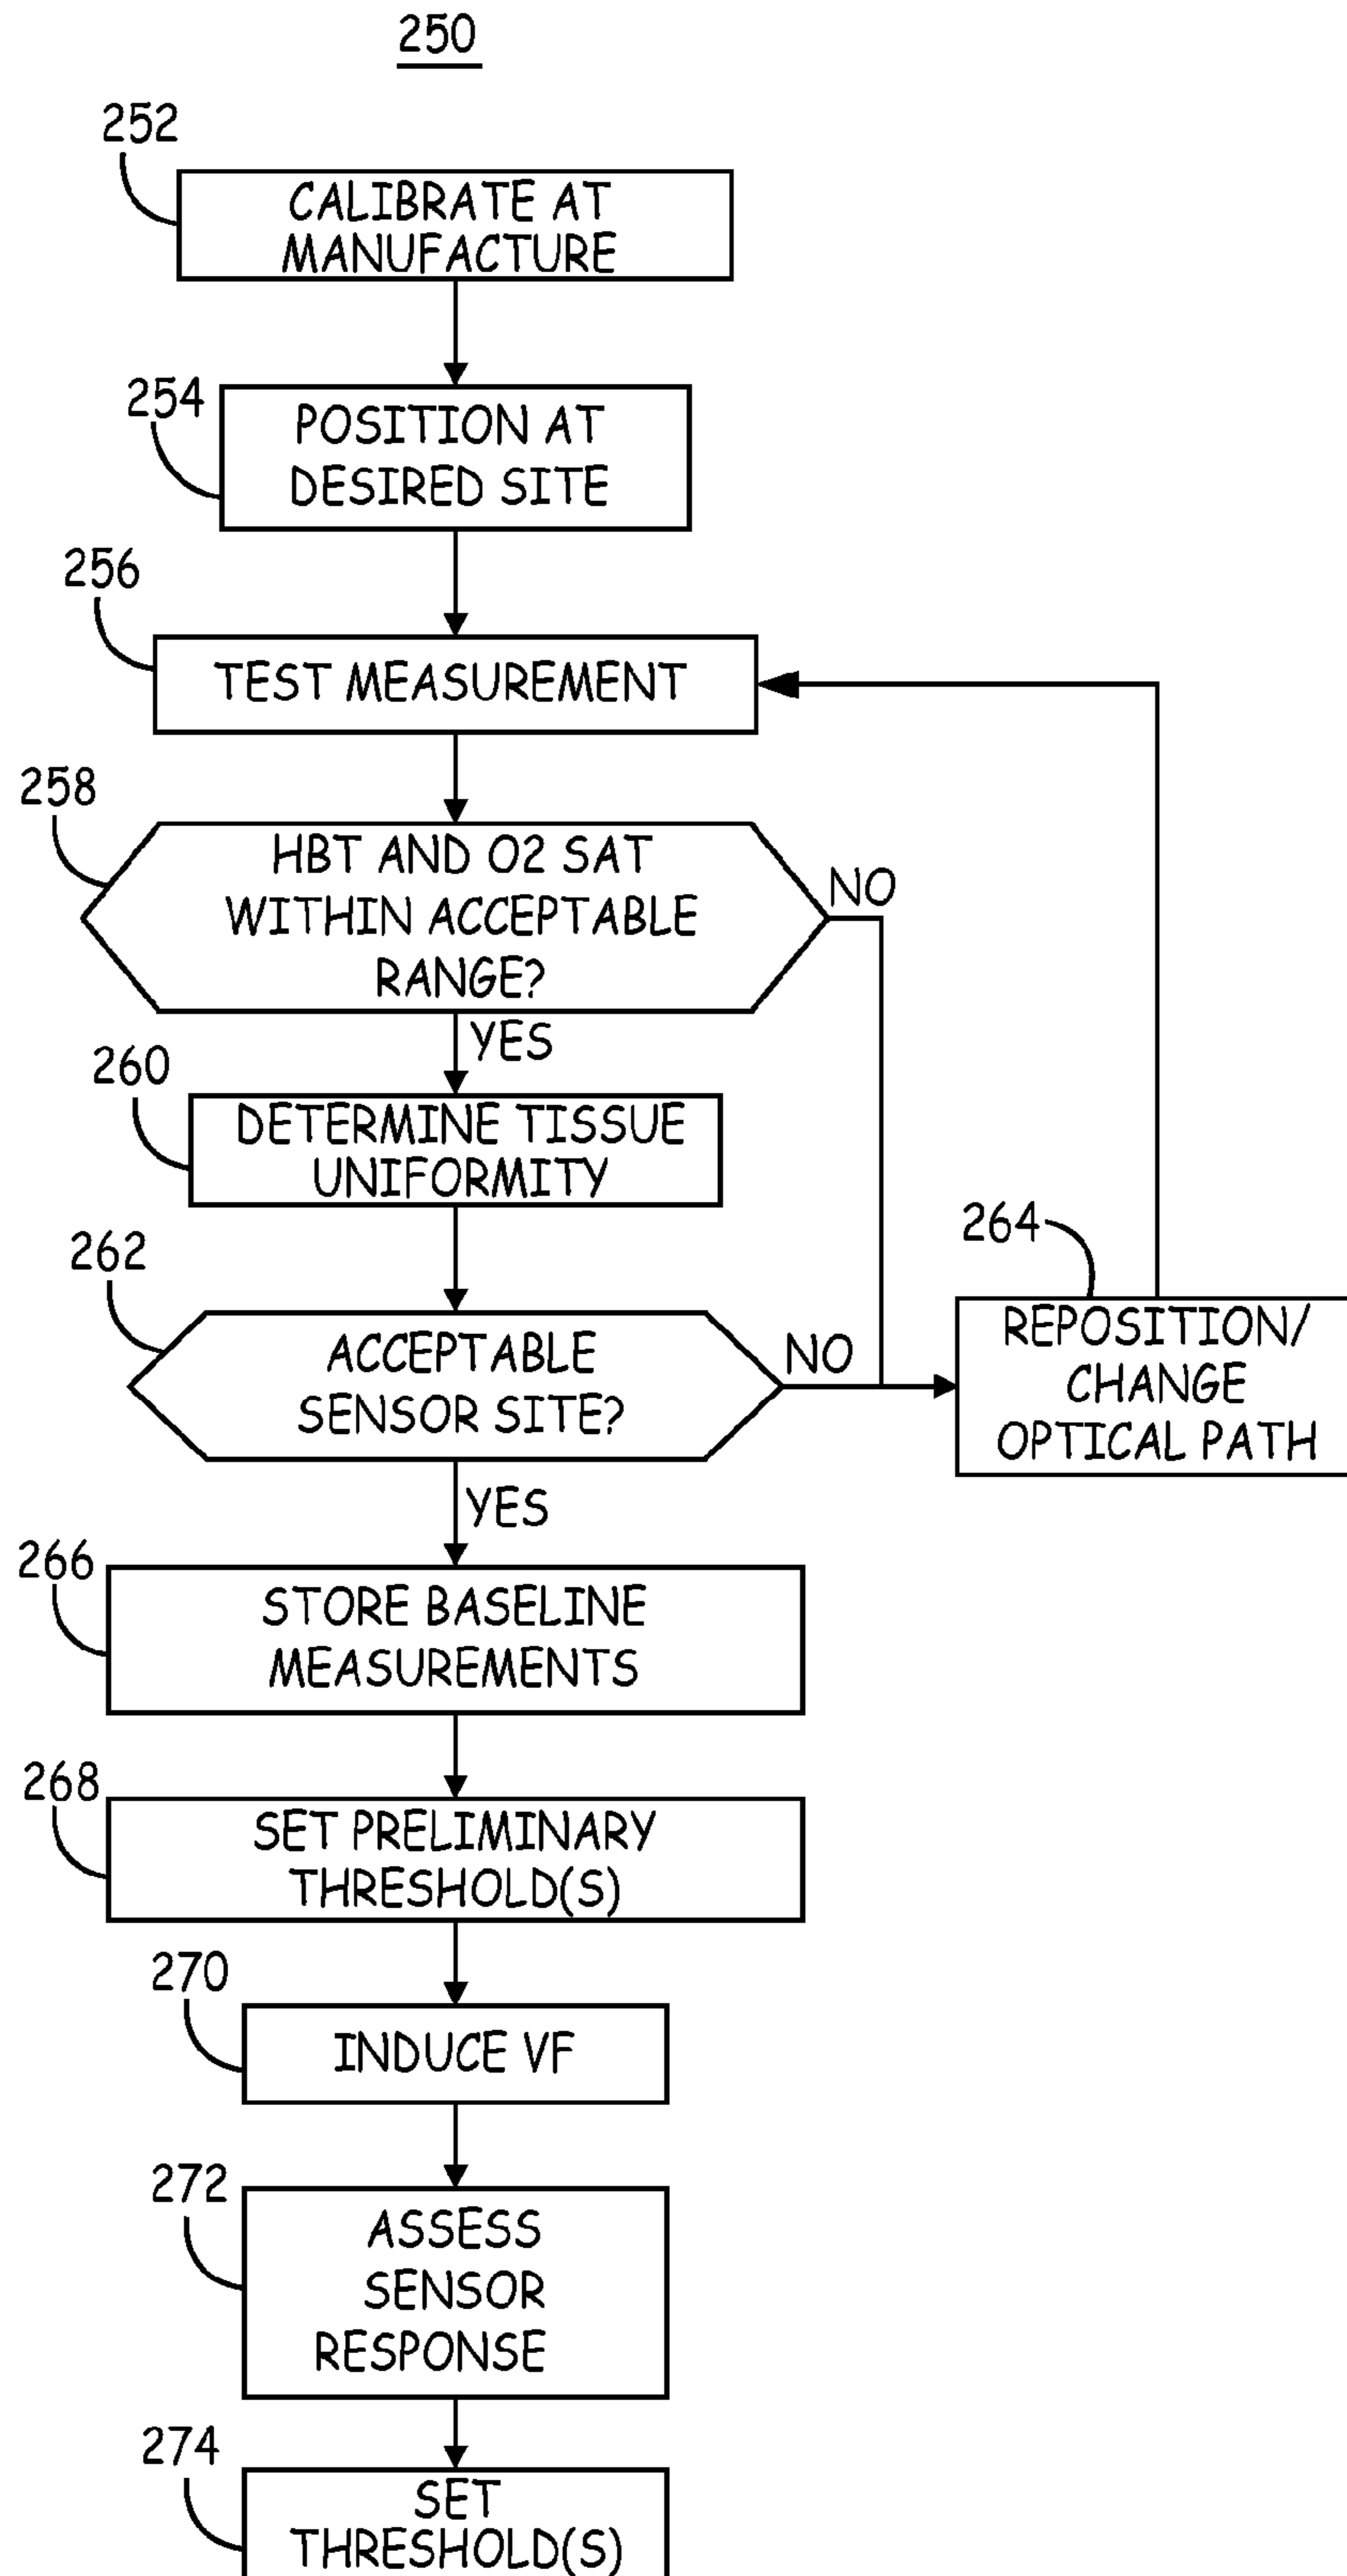 250
252
CALIBRATE AT
MANUFACTURE
254
POSITION AT
DESIRED SITE
256
TEST MEASUREMENT
258
HBT AND O2 SAT
WITHIN ACCEPTABLE
RANGE?
NO
YES
260
DETERMINE TISSUE
UNIFORMITY
262
ACCEPTABLE
SENSOR SITE?
NO
264
REPOSITION/
CHANGE
OPTICAL PATH
YES
266
STORE BASELINE
MEASUREMENTS
268
SET PRELIMINARY
THRESHOLD(S)
270
INDUCE VF
272
ASSESS
SENSOR
RESPONSE
274
SET
THRESHOLD(S)